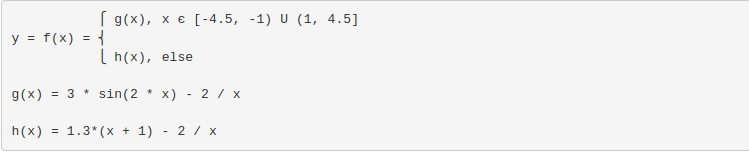 ⎧ g(x), x є [-4.5, -1) U (1, 4.5]
y = f(x) = ⎨
⎩ h(x), else
g(x) = 3 * sin(2 * x) - 2 / x
h(x) = 1.3*(x + 1) - 2 / x